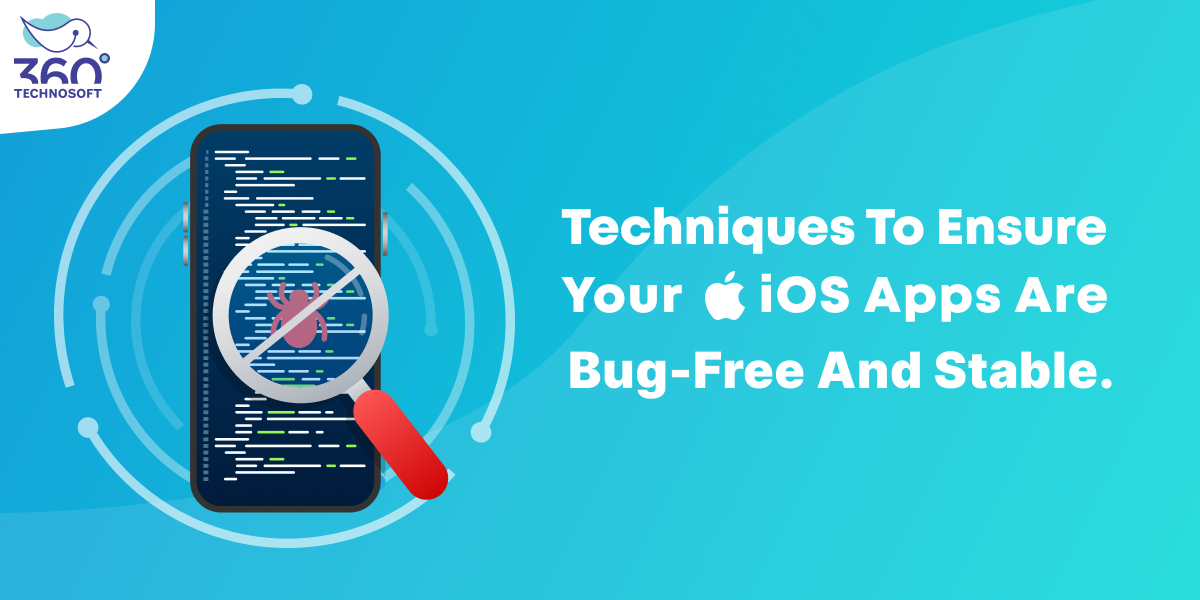 360°
TECHNOSOFT
Techniques To Ensure
Your iOS Apps Are
Bug-Free And Stable.